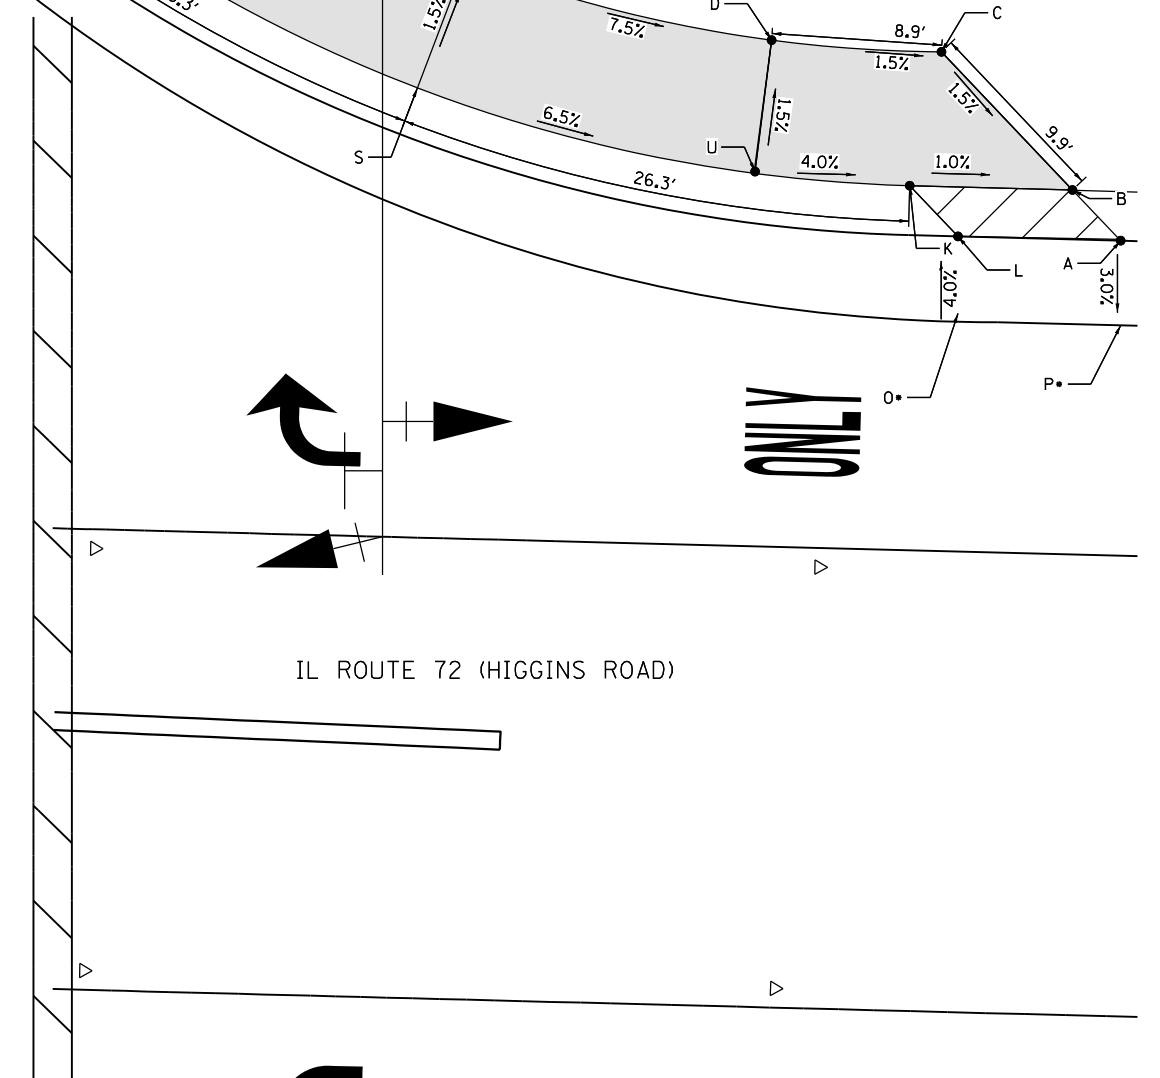 1.5%
7.5%
D
8.9'
C
1.5%
1.5%
9.9'
6.5%
1.5%
S
U
4.0%
1.0%
26.3'
B
K
L
A
4.0%
3.0%
O*
P*
ONLY
IL ROUTE 72 (HIGGINS ROAD)